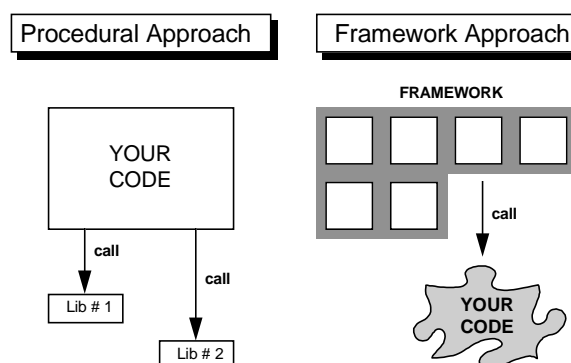 Procedural Approach
YOUR
CODE
call
call
Lib # 1
Lib # 2
Framework Approach
FRAMEWORK
call
YOUR
CODE